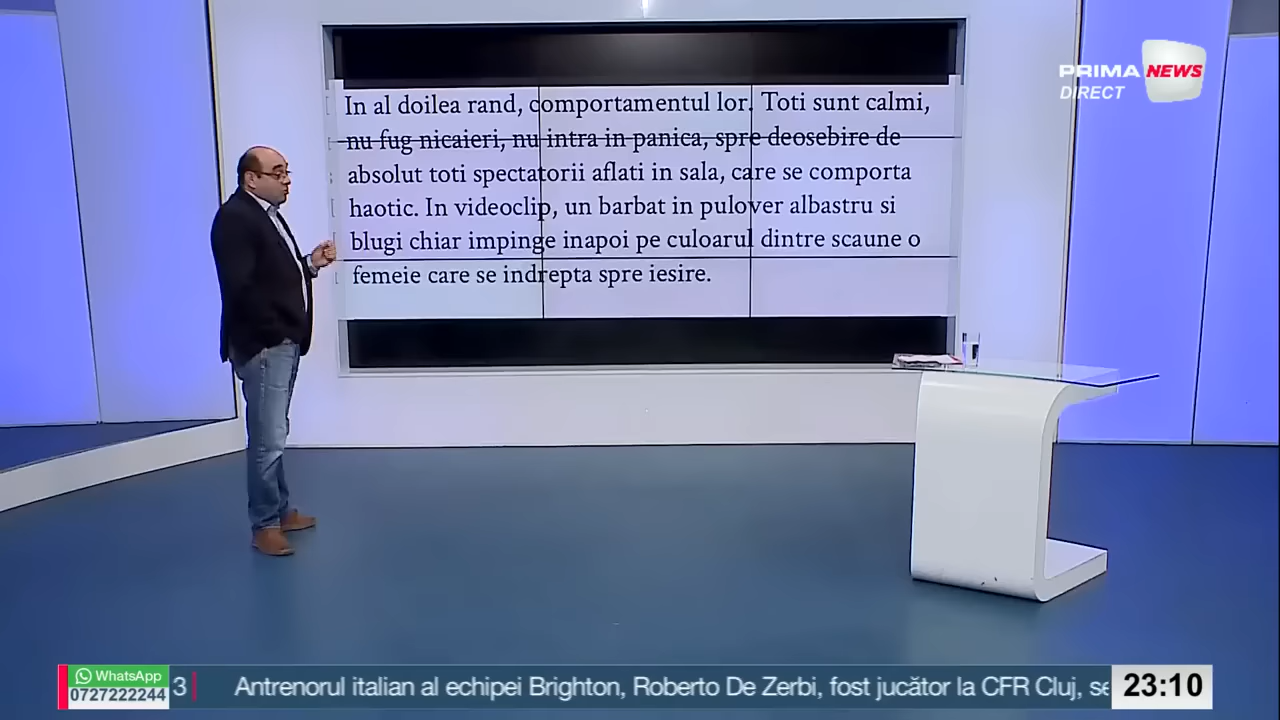 PRIMA NEWS
DIRECT
In al doilea rand, comportamentul lor. Toti sunt calmi,
nu fug nicaieri, nu intra in panica, spre deosebire de
absolut toti spectatorii aflati in sala, care se comporta
haotic. In videoclip, un barbat in pulover albastru si
blugi chiar impinge inapoi pe culoarul dintre scaune o
femeie care se indrepta spre iesire.
WhatsApp
0727222244
3 Antrenorul italian al echipei Brighton, Roberto De Zerbi, fost jucător la CFR Cluj, se
23:10